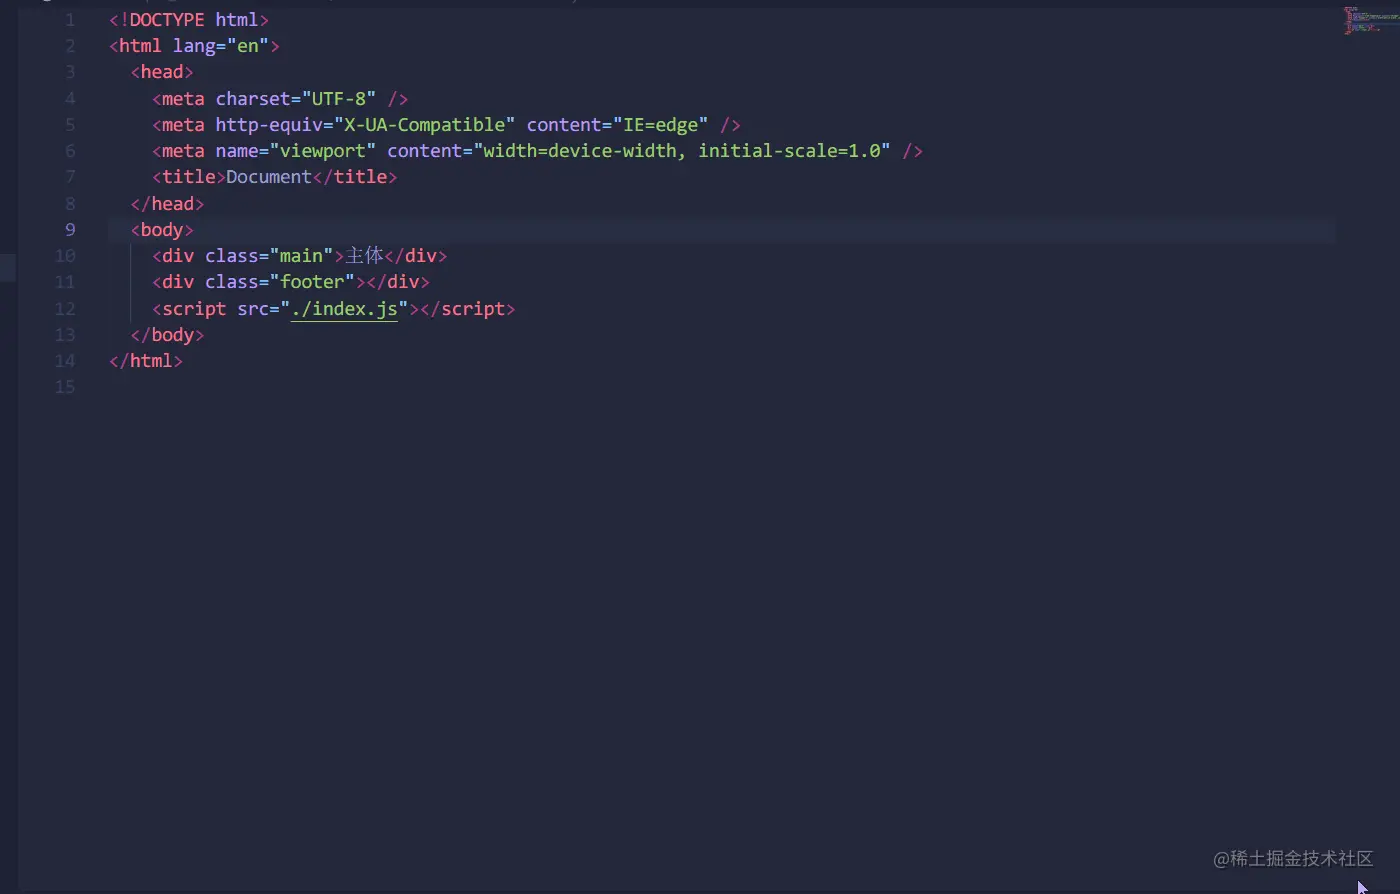 1 <!DOCTYPE html>
2 <html lang="en">
3   <head>
4     <meta charset="UTF-8" />
5     <meta http-equiv="X-UA-Compatible" content="IE=edge" />
6     <meta name="viewport" content="width=device-width, initial-scale=1.0" />
7     <title>Document</title>
8   </head>
9   <body>
10     <div class="main">主体</div>
11     <div class="footer"></div>
12     <script src="./index.js"></script>
13   </body>
14 </html>
15
@稀土掘金技术社区